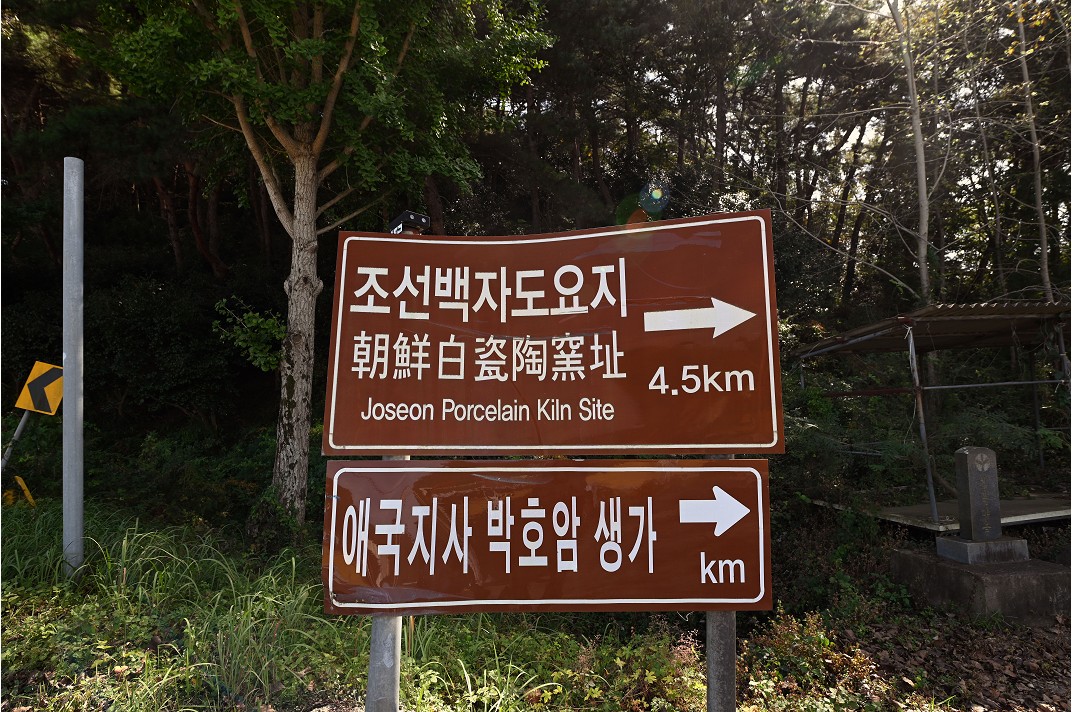 조선백자도요지
朝鮮白瓷陶窯址
Joseon Porcelain Kiln Site
4.5km
애국지사 박호암 생가
km